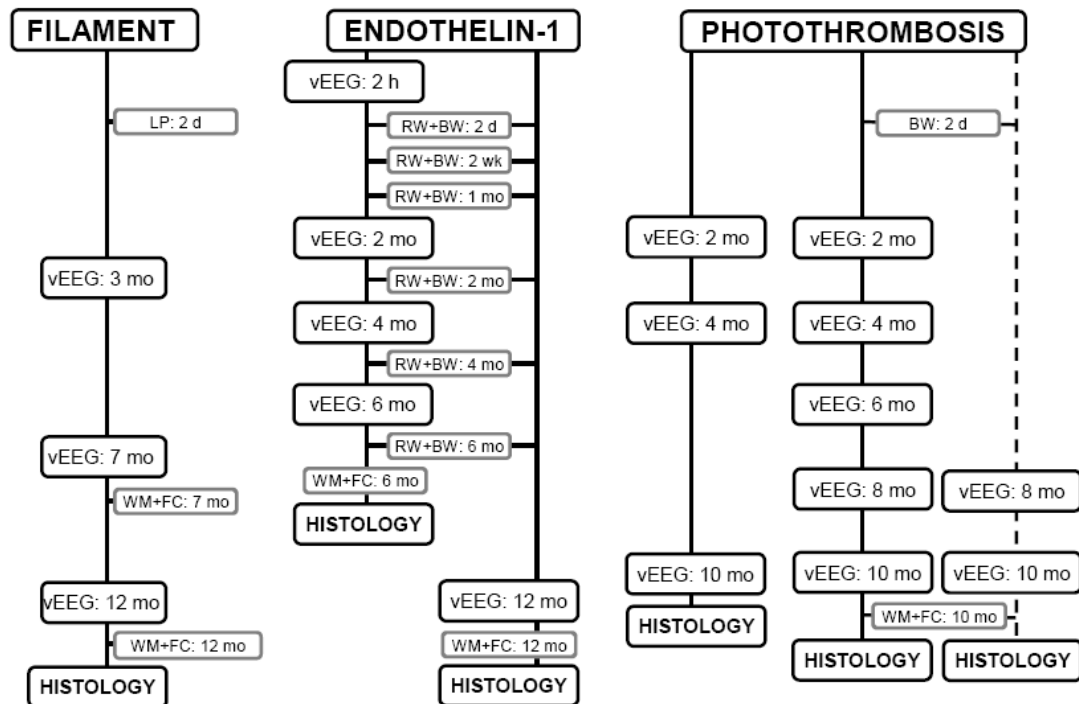 FILAMENT
LP: 2 d
vEEG: 3 mo
vEEG: 7 mo
WM+FC: 7 mo
vEEG: 12 mo
WM+FC: 12 mo
HISTOLOGY
ENDOTHELIN-1
vEEG: 2 h
RW+BW: 2 d
RW+BW: 2 wk
RW+BW: 1 mo
vEEG: 2 mo
RW+BW: 2 mo
vEEG: 4 mo
RW+BW: 4 mo
vEEG: 6 mo
RW+BW: 6 mo
WM+FC: 6 mo
HISTOLOGY
vEEG: 12 mo
WM+FC: 12 mo
HISTOLOGY
PHOTOTHROMBOSIS
BW: 2 d
vEEG: 2 mo
vEEG: 2 mo
vEEG: 4 mo
vEEG: 4 mo
vEEG: 6 mo
vEEG: 8 mo
vEEG: 8 mo
vEEG: 10 mo
vEEG: 10 mo
vEEG: 10 mo
HISTOLOGY
WM+FC: 10 mo
HISTOLOGY
HISTOLOGY